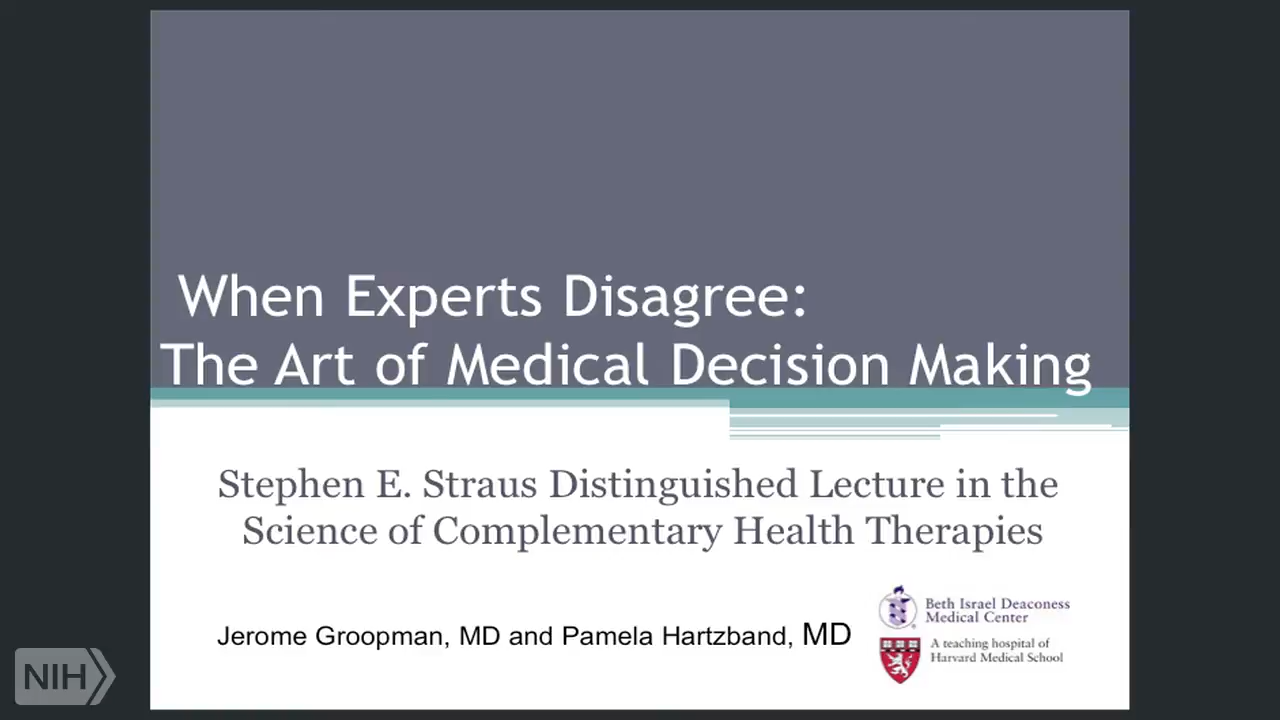 When Experts Disagree:
The Art of Medical Decision Making
Stephen E. Straus Distinguished Lecture in the
Science of Complementary Health Therapies
Jerome Groopman, MD and Pamela Hartzband, MD
Beth Israel Deaconess
Medical Center
A teaching hospital of
Harvard Medical School
NIH